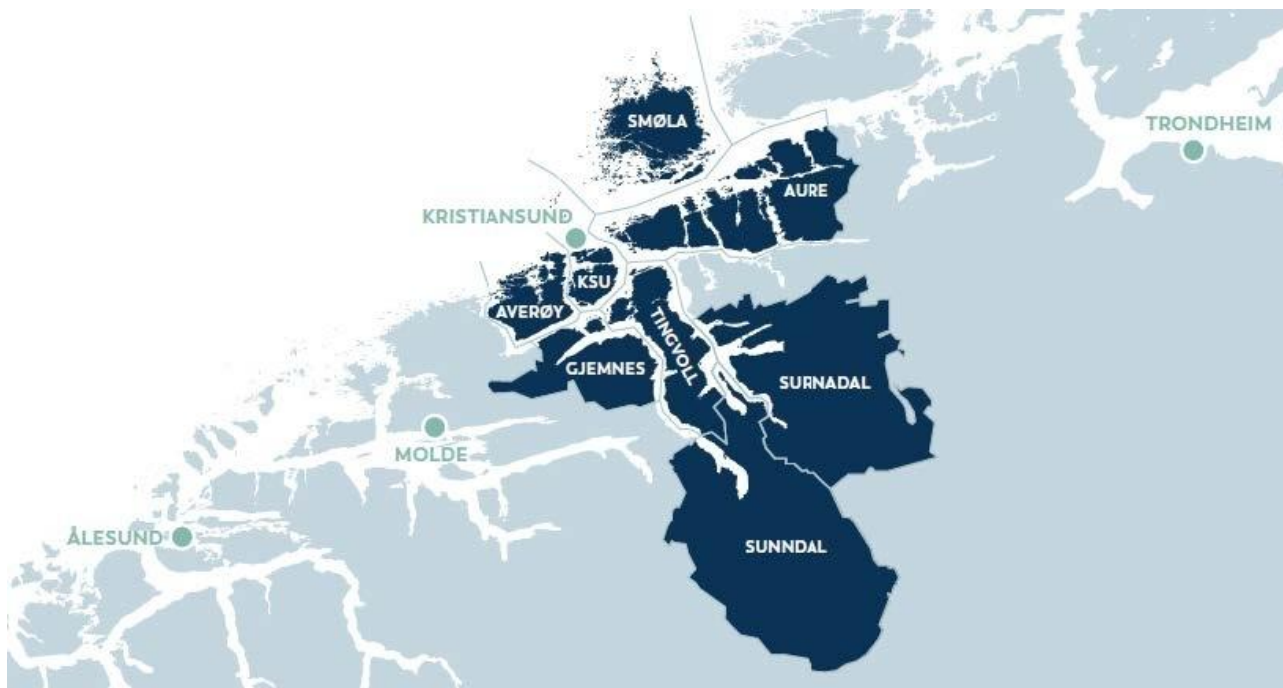 SMØLA
TRONDHEIM
AURE
KRISTIANSUND
KSU
AVERØY
TINGVOLL
GJEMNES
SURNADAL
MOLDE
ÅLESUND
SUNNDAL